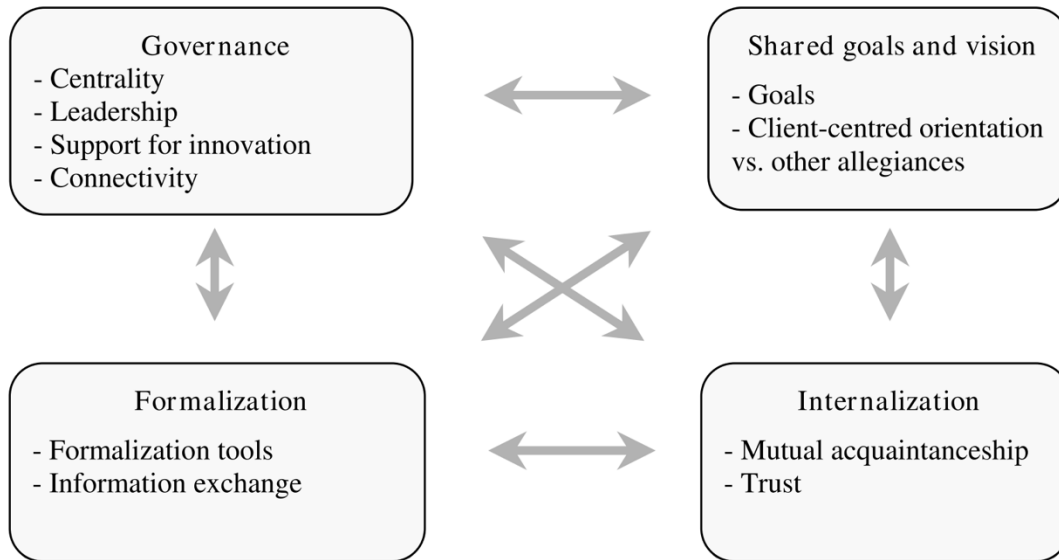 Governance
- Centrality
- Leadership
- Support for innovation
- Connectivity
Shared goals and vision
- Goals
- Client-centred orientation
vs. other allegiances
Formalization
- Formalization tools
- Information exchange
Internalization
- Mutual acquaintanceship
- Trust